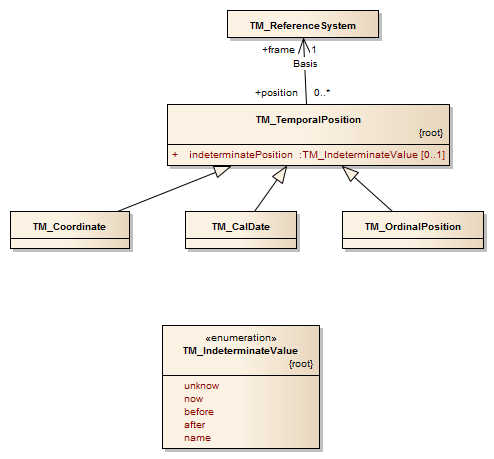 TM_ReferenceSystem
+frame 1
Basis
+position 0..*
TM_TemporalPosition
{root}
+ indeterminatePosition :TM_IndeterminateValue [0..1]
TM_Coordinate
TM_CalDate
TM_OrdinalPosition
«enumeration»
TM_IndeterminateValue
{root}
unknow
now
before
after
name